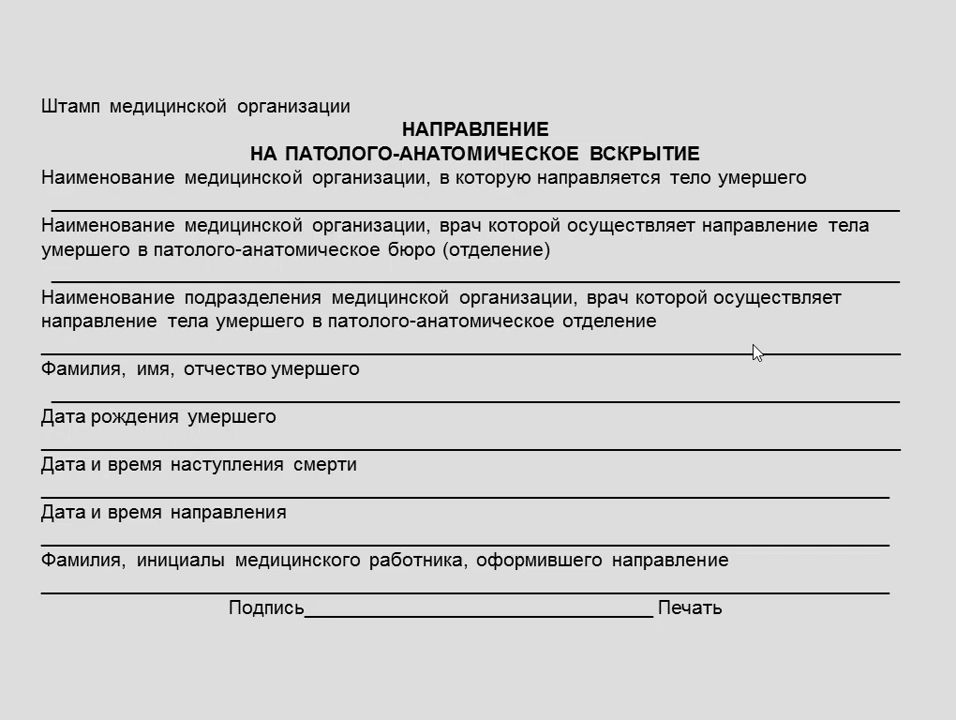 Штамп медицинской организации
НАПРАВЛЕНИЕ
НА ПАТОЛОГО-АНАТОМИЧЕСКОЕ ВСКРЫТИЕ
Наименование медицинской организации, в которую направляется тело умершего
Наименование медицинской организации, врач которой осуществляет направление тела
умершего в патолого-анатомическое бюро (отделение)
Наименование подразделения медицинской организации, врач которой осуществляет
направление тела умершего в патолого-анатомическое отделение
Фамилия, имя, отчество умершего
Дата рождения умершего
Дата и время наступления смерти
Дата и время направления
Фамилия, инициалы медицинского работника, оформившего направление
Подпись__________________________________ Печать